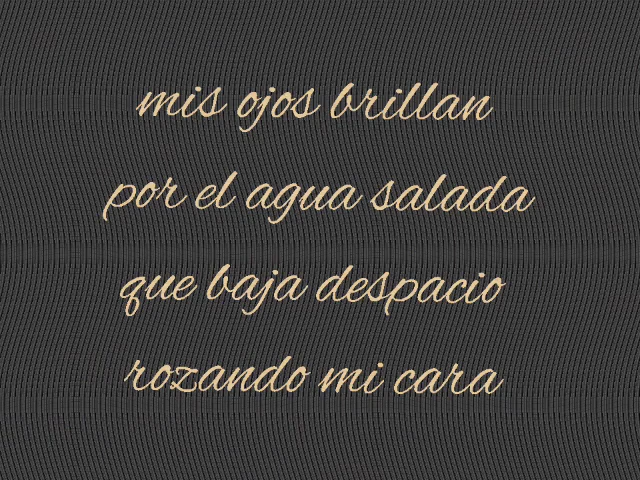 mis ojos brillan
por el agua salada
que baja despacio
rozando mi cara